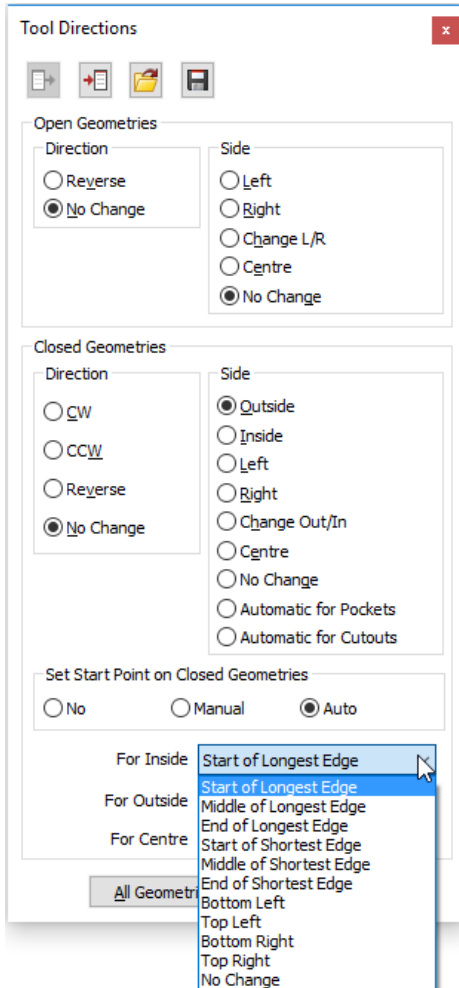 Tool Directions
x
Open Geometries
Direction
Side
Reverse
No Change
Left
Right
Change L/R
Centre
No Change
Closed Geometries
Direction
Side
CW
CCW
Reverse
No Change
Outside
Inside
Left
Right
Change Out/In
Centre
No Change
Automatic for Pockets
Automatic for Cutouts
Set Start Point on Closed Geometries
No Manual Auto
For Inside Start of Longest Edge
For Outside
For Centre
Start of Longest Edge
Middle of Longest Edge
End of Longest Edge
Start of Shortest Edge
Middle of Shortest Edge
End of Shortest Edge
Bottom Left
Top Left
Bottom Right
Top Right
No Change
All Geometri